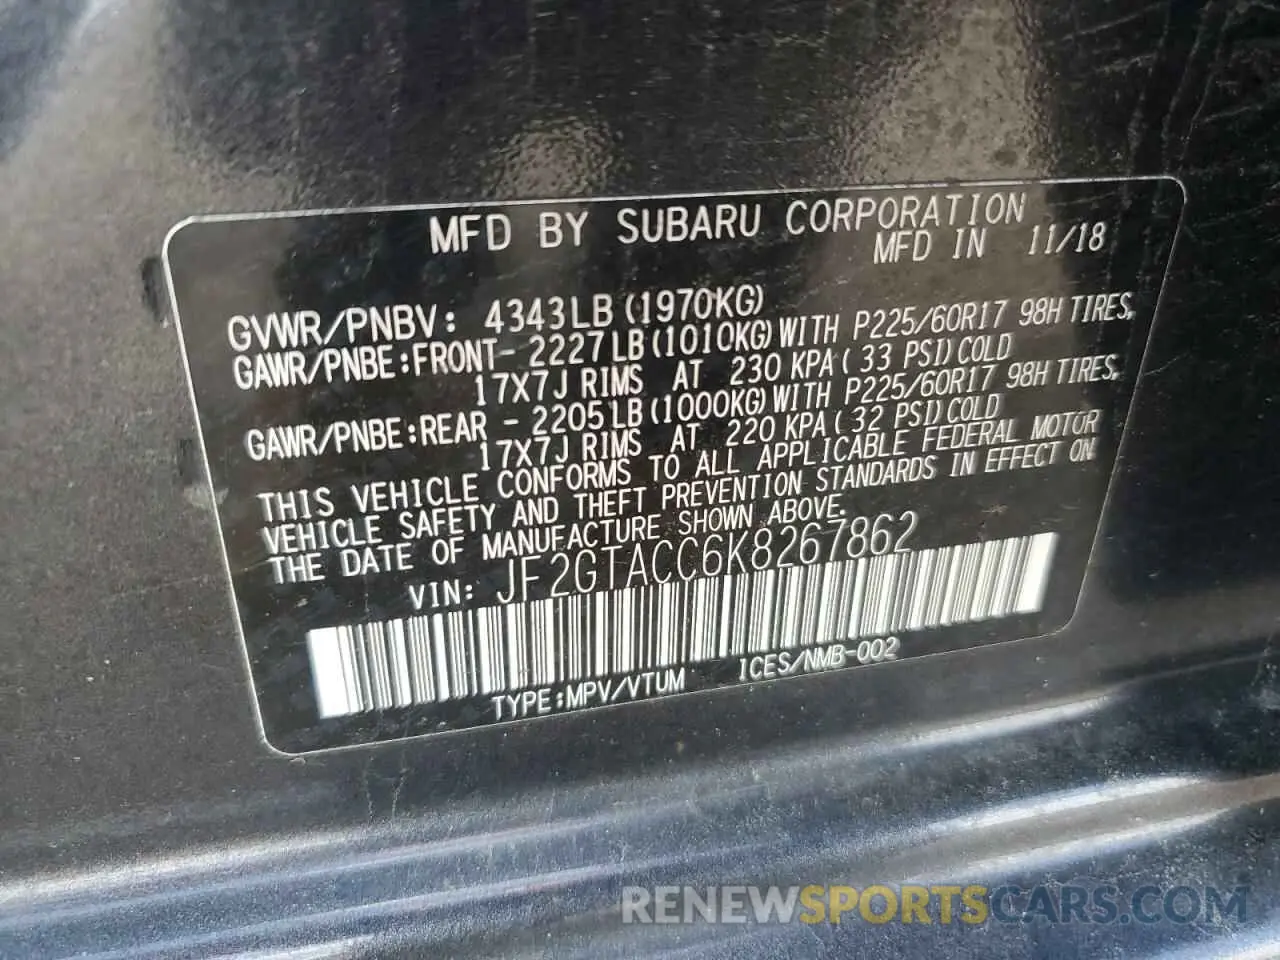 MFD BY SUBARU CORPORATION
MFD IN 11/18
GVWR/PNBV: 4343LB (1970KG)
GAWR/PNBE:FRONT- 2227LB (1010KG) WITH P225/60R17 98H TIRES,
17X7J RIMS AT 230 KPA ( 33 PSI) COLD
GAWR/PNBE:REAR - 2205LB (1000KG) WITH P225/60R17 98H TIRES,
17X7J RIMS AT 220 KPA ( 32 PSI) COLD
THIS VEHICLE CONFORMS TO ALL APPLICABLE FEDERAL MOTOR
VEHICLE SAFETY AND THEFT PREVENTION STANDARDS IN EFFECT ON
THE DATE OF MANUFACTURE SHOWN ABOVE.
VIN: JF2GTACC6K8267862
TYPE:MPV/VTUM ICES/NMB-002
RENEWSPORTSCARS.COM